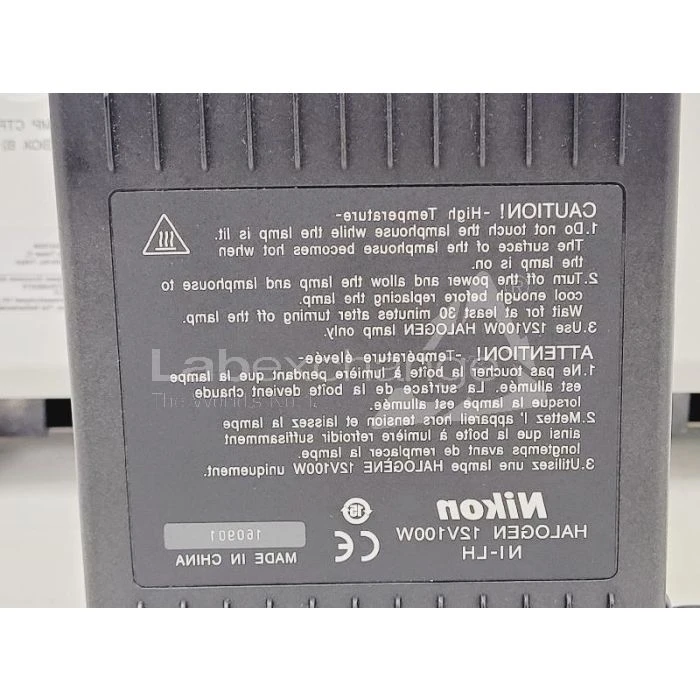 CAUTION! -High Temperature-
1.Do not touch the lamphouse while the lamp is lit.
The surface of the lamphouse becomes hot when
the lamp is on.
2.Turn off the power and allow the lamp and lamphouse to
cool enough before replacing the lamp.
Wait for at least 30 minutes after turning off the lamp.
3.Use 12V100W HALOGEN lamp only.
ATTENTION! -Température élevée-
1.Ne pas toucher la boîte à lumière pendant que la lampe
est allumée. La surface de la boîte devient chaude
lorsque la lampe est allumée.
2.Mettez l' appareil hors tension et laissez la lampe
ainsi que la boîte à lumière refroidir suffisamment
longtemps avant de remplacer la lampe.
3.Utilisez une lampe HALOGÈNE 12V100W uniquement.
Nikon
HALOGEN 12V100W
NI-LH
CE
15
160901
MADE IN CHINA
Labexchange
The World's No.